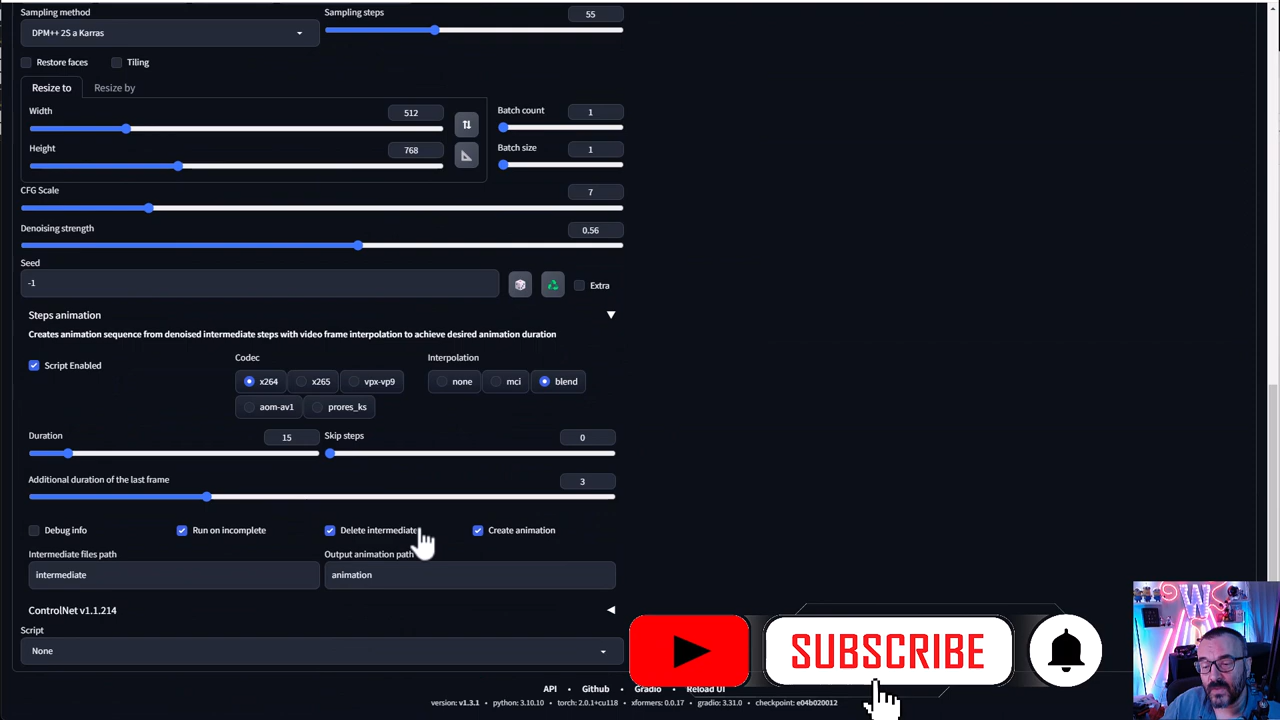 Sampling method
Sampling steps
55
DPM++ 2S a Karras
Restore faces
Tiling
Resize to
Resize by
Width
512
Batch count
1
Height
768
Batch size
1
CFG Scale
7
Denoising strength
0.56
Seed
-1
Extra
Steps animation
Creates animation sequence from denoised intermediate steps with video frame interpolation to achieve desired animation duration
Script Enabled
Codec
x264
x265
vpx-vp9
aom-av1
prores_ks
Interpolation
none
mci
blend
Duration
15
Skip steps
0
Additional duration of the last frame
3
Debug info
Run on incomplete
Delete intermediate
Create animation
Intermediate files path
intermediate
Output animation path
animation
ControlNet v1.1.214
Script
None
SUBSCRIBE
API • Github • Gradio • Reload UI
version: v1.3.1 • python: 3.10.10 • torch: 2.0.1+cu118 • xformers: 0.0.17 • gradio: 3.31.0 • checkpoint: e04b020012
W